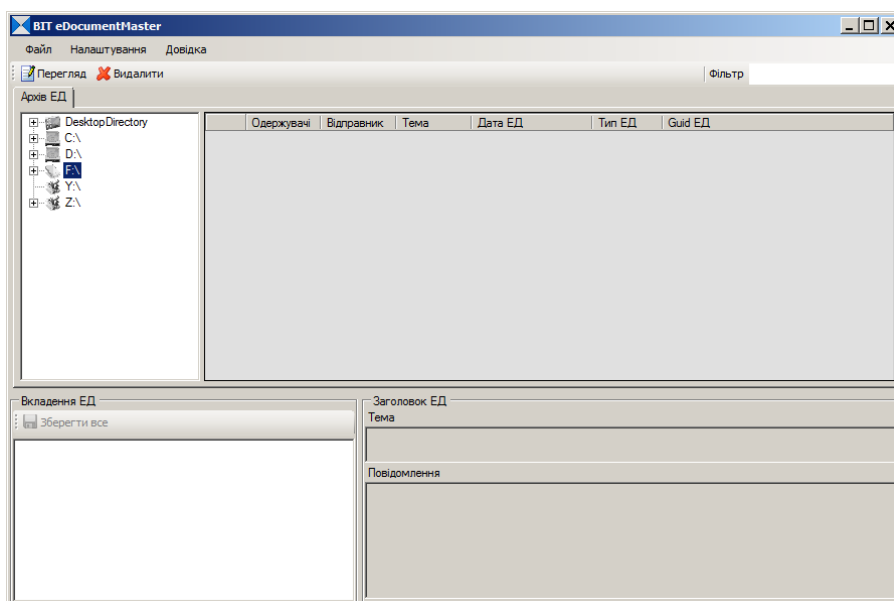 BIT eDocumentMaster
Файл Налаштування Довідка
Перегляд Видалити Фільтр
Архів ЕД
DesktopDirectory
C:\
D:\
F:\
Y:\
Z:\
Одержувачі Відправник Тема Дата ЕД Тип ЕД Guid ЕД
Вкладення ЕД
Зберегти все
Заголовок ЕД
Тема
Повідомлення